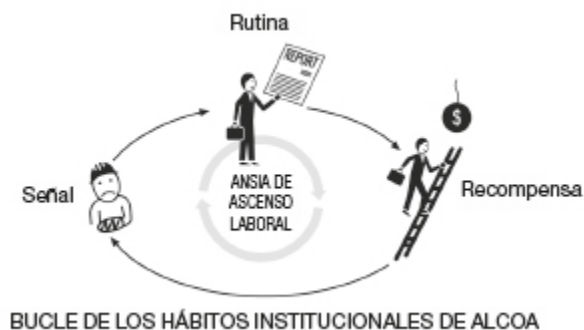 Rutina
REPORT
$
Señal
ANSIA DE
ASCENSO
LABORAL
Recompensa
BUCLE DE LOS HÁBITOS INSTITUCIONALES DE ALCOA